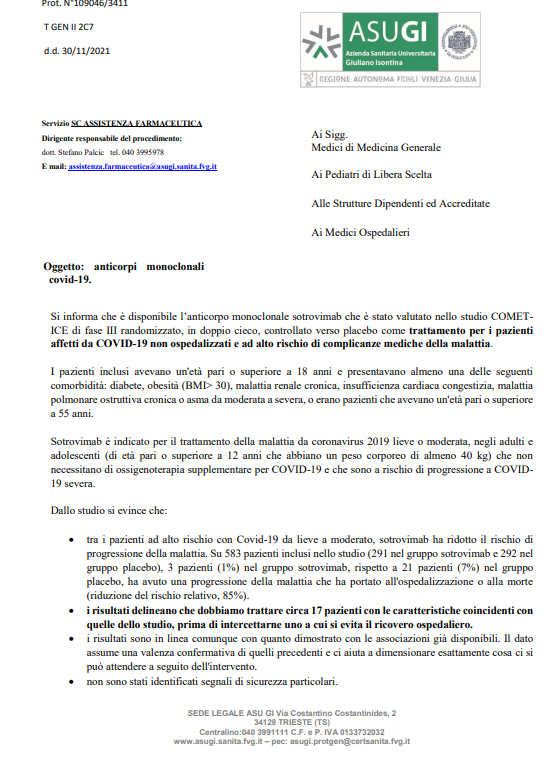 Prot. N°109046/3411
T GEN II 2C7
d.d. 30/11/2021
ASUGI
Azienda Sanitaria Universitaria
Giuliano Isontina
REGIONE AUTONOMA FRIULI VENEZIA GIULIA
Servizio SC ASSISTENZA FARMACEUTICA
Dirigente responsabile del procedimento:
dott. Stefano Palcic tel. 040 3995978
E mail: assistenza.farmaceutica@asugi.sanita.fvg.it
Ai Sigg.
Medici di Medicina Generale
Ai Pediatri di Libera Scelta
Alle Strutture Dipendenti ed Accreditate
Ai Medici Ospedalieri
Oggetto: anticorpi monoclonali
covid-19.
Si informa che è disponibile l'anticorpo monoclonale sotrovimab che è stato valutato nello studio COMET-
ICE di fase III randomizzato, in doppio cieco, controllato verso placebo come trattamento per i pazienti
affetti da COVID-19 non ospedalizzati e ad alto rischio di complicanze mediche della malattia.
I pazienti inclusi avevano un'età pari o superiore a 18 anni e presentavano almeno una delle seguenti
comorbidità: diabete, obesità (BMI> 30), malattia renale cronica, insufficienza cardiaca congestizia, malattia
polmonare ostruttiva cronica o asma da moderata a severa, o erano pazienti che avevano un'età pari o superiore
a 55 anni.
Sotrovimab è indicato per il trattamento della malattia da coronavirus 2019 lieve o moderata, negli adulti e
adolescenti (di età pari o superiore a 12 anni che abbiano un peso corporeo di almeno 40 kg) che non
necessitano di ossigenoterapia supplementare per COVID-19 e che sono a rischio di progressione a COVID-
19 severa.
Dallo studio si evince che:
• tra i pazienti ad alto rischio con Covid-19 da lieve a moderato, sotrovimab ha ridotto il rischio di
progressione della malattia. Su 583 pazienti inclusi nello studio (291 nel gruppo sotrovimab e 292 nel
gruppo placebo), 3 pazienti (1%) nel gruppo sotrovimab, rispetto a 21 pazienti (7%) nel gruppo
placebo, ha avuto una progressione della malattia che ha portato all'ospedalizzazione o alla morte
(riduzione del rischio relativo, 85%).
• i risultati delineano che dobbiamo trattare circa 17 pazienti con le caratteristiche coincidenti con
quelle dello studio, prima di intercettarne uno a cui si evita il ricovero ospedaliero.
• i risultati sono in linea comunque con quanto dimostrato con le associazioni già disponibili. Il dato
assume una valenza confermativa di quelli precedenti e ci aiuta a dimensionare esattamente cosa ci si
può attendere a seguito dell'intervento.
• non sono stati identificati segnali di sicurezza particolari.
SEDE LEGALE ASU GI Via Costantino Costantinides, 2
34128 TRIESTE (TS)
Centralino:040 3991111 C.F. e P. IVA 0133732032
www.asugi.sanita.fvg.it – pec: asugi.protgen@certsanita.fvg.it